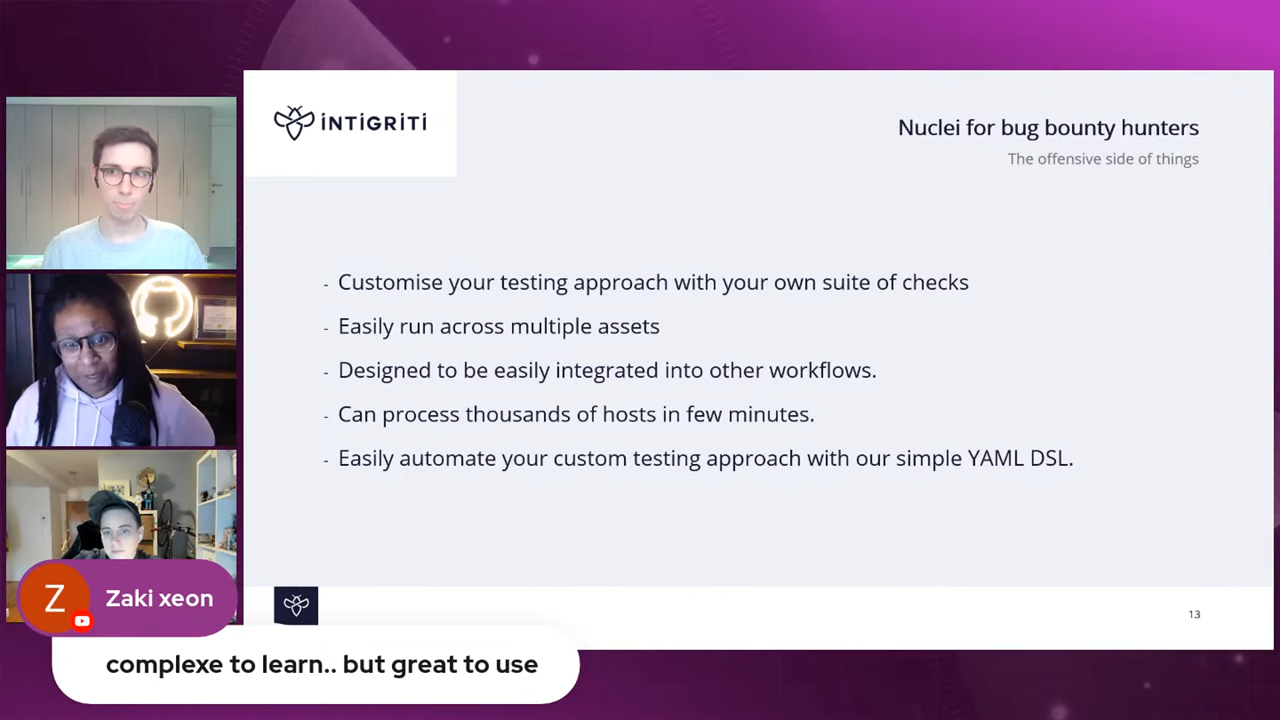 INTIGRITI
Nuclei for bug bounty hunters
The offensive side of things
- Customise your testing approach with your own suite of checks
- Easily run across multiple assets
- Designed to be easily integrated into other workflows.
- Can process thousands of hosts in few minutes.
- Easily automate your custom testing approach with our simple YAML DSL.
13
Z
Zaki xeon
complexe to learn.. but great to use